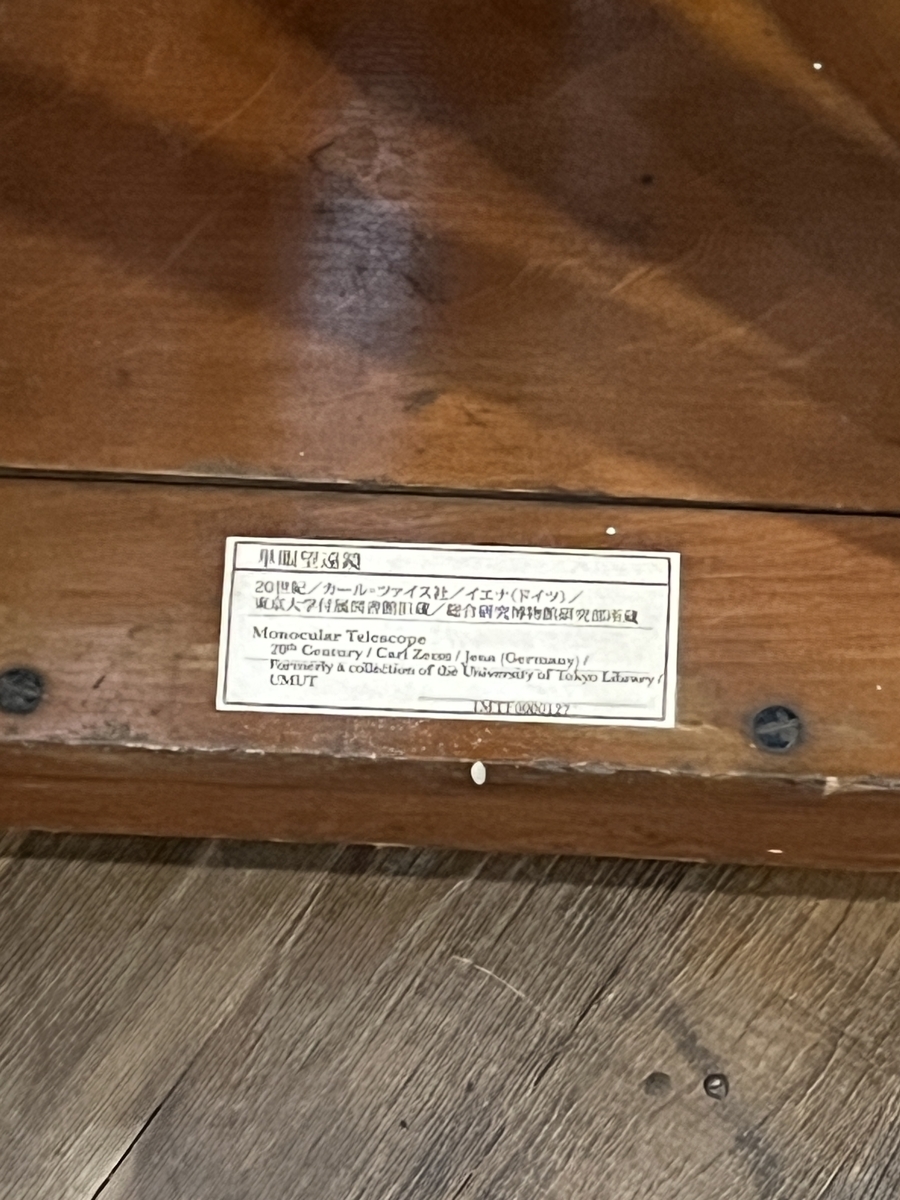 単眼望遠鏡
20世紀／カール・ツァイス社／イエナ(ドイツ)／
東京大学付属図書館旧蔵／総合研究博物館研究部所蔵
Monocular Telescope
20th Century / Carl Zeiss / Jena (Germany) /
Formerly a collection of the University of Tokyo Library /
UMUT